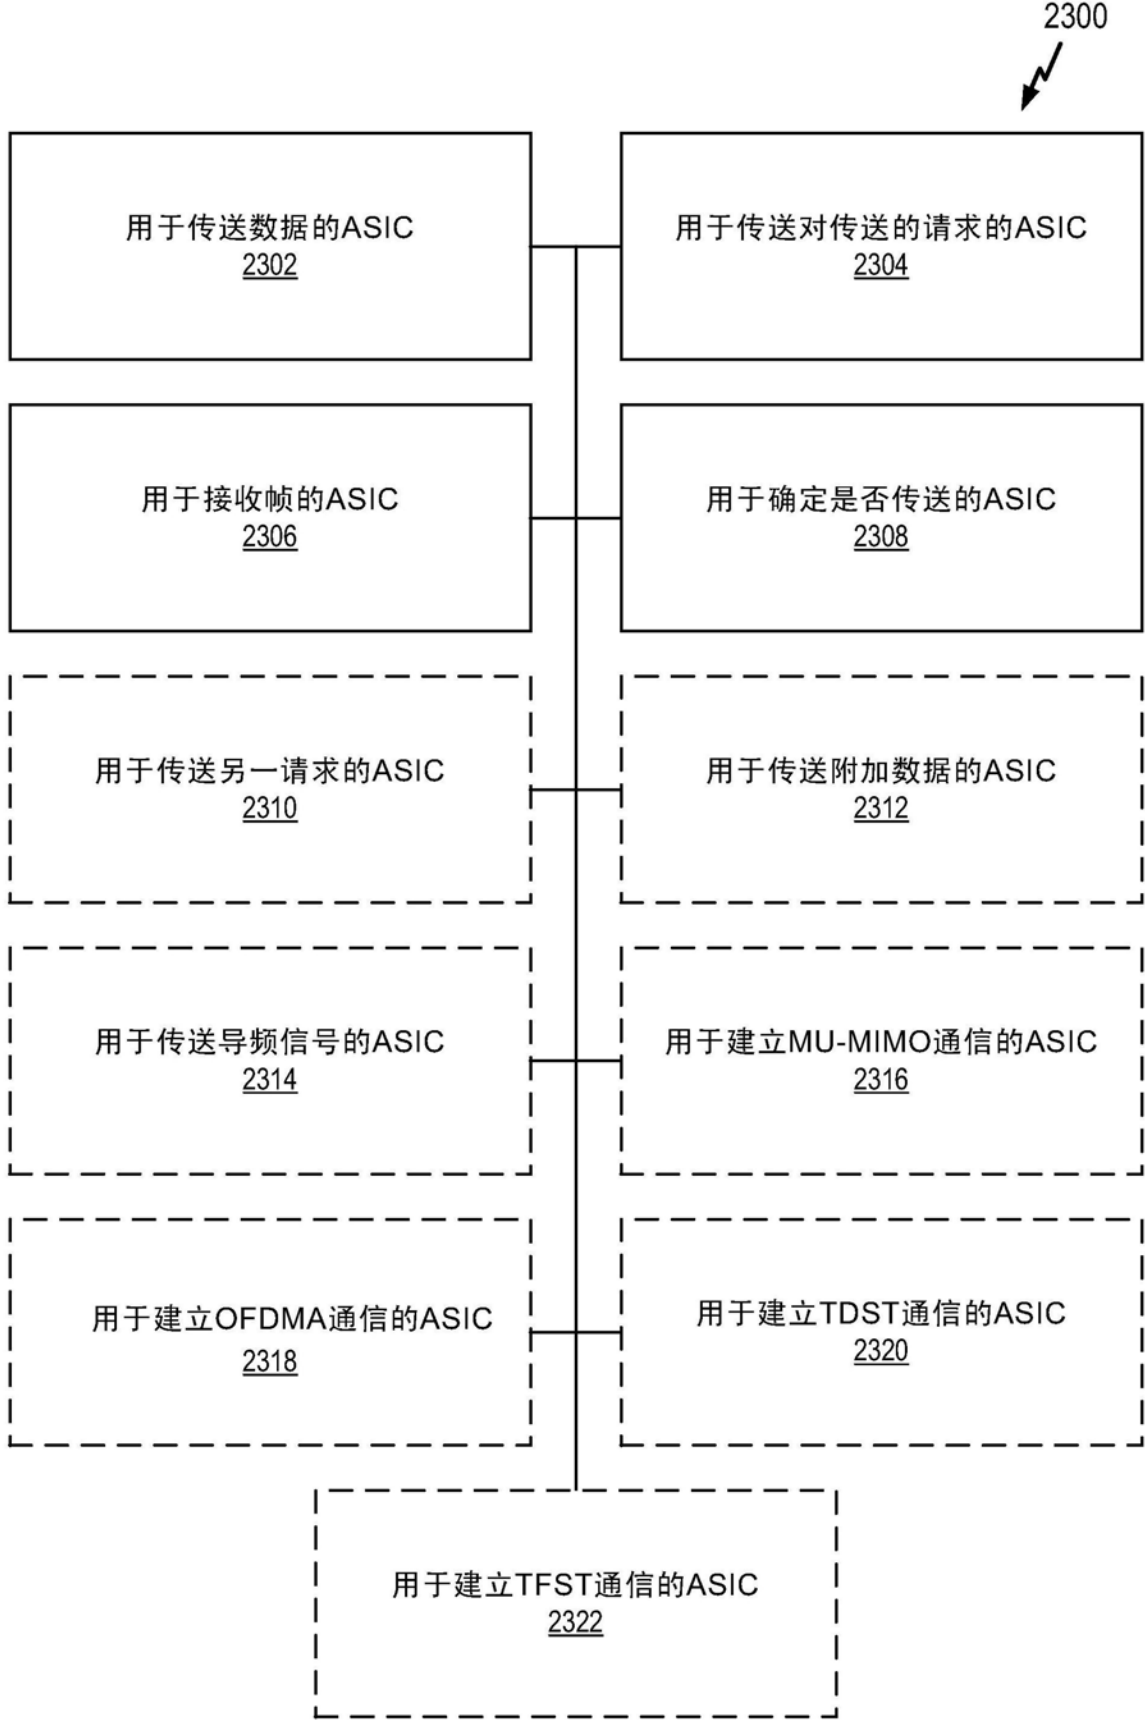 2300
用于传送数据的ASIC
2302
用于传送对传送的请求的ASIC
2304
用于接收帧的ASIC
2306
用于确定是否传送的ASIC
2308
用于传送另一请求的ASIC
2310
用于传送附加数据的ASIC
2312
用于传送导频信号的ASIC
2314
用于建立MU-MIMO通信的ASIC
2316
用于建立OFDMA通信的ASIC
2318
用于建立TDST通信的ASIC
2320
用于建立TFST通信的ASIC
2322